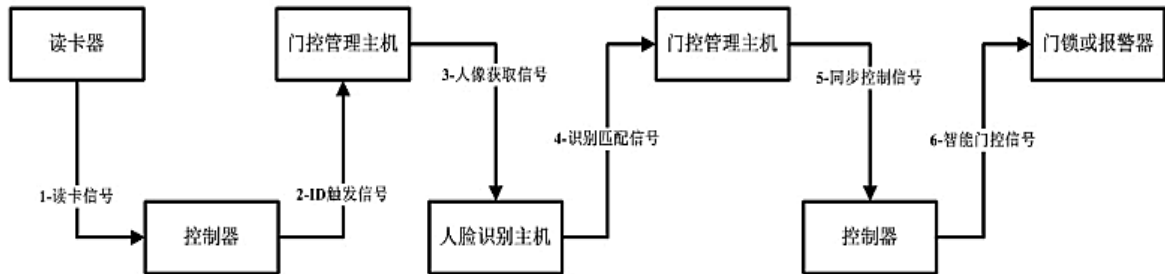 读卡器
门控管理主机
门控管理主机
门锁或报警器
3-人像获取信号
5-同步控制信号
4-识别匹配信号
6-智能门控信号
1-读卡信号
2-ID触发信号
控制器
人脸识别主机
控制器